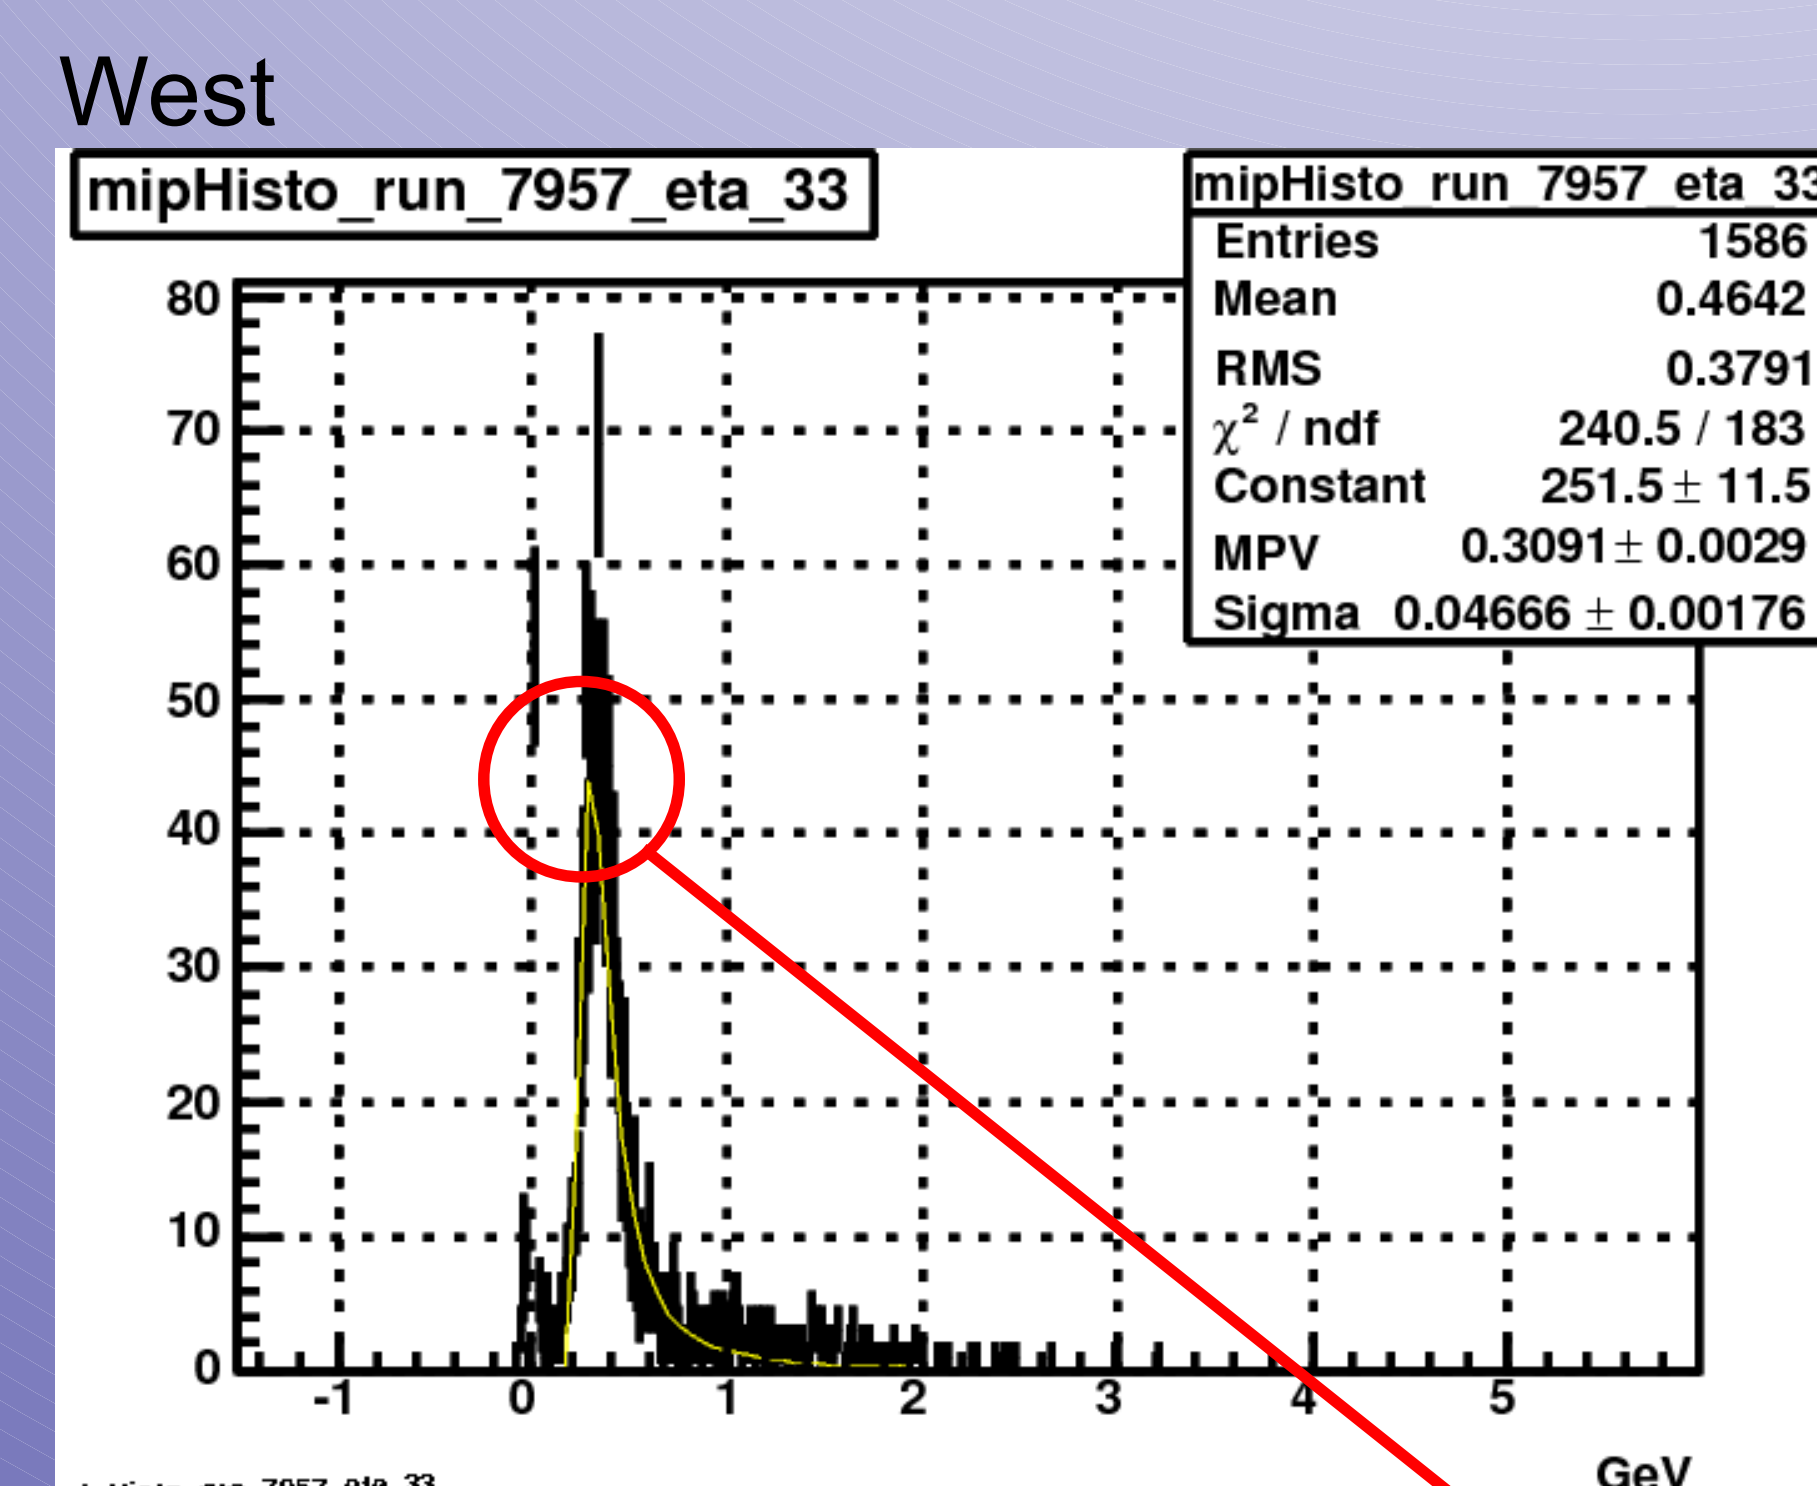 West
mipHisto_run_7957_eta_33
mipHisto_run_7957_eta_33
Entries 1586
Mean 0.4642
RMS 0.3791
χ² / ndf 240.5 / 183
Constant 251.5 ± 11.5
MPV 0.3091 ± 0.0029
Sigma 0.04666 ± 0.00176
80
70
60
50
40
30
20
10
0
-1 0 1 2 3 4 5
GeV